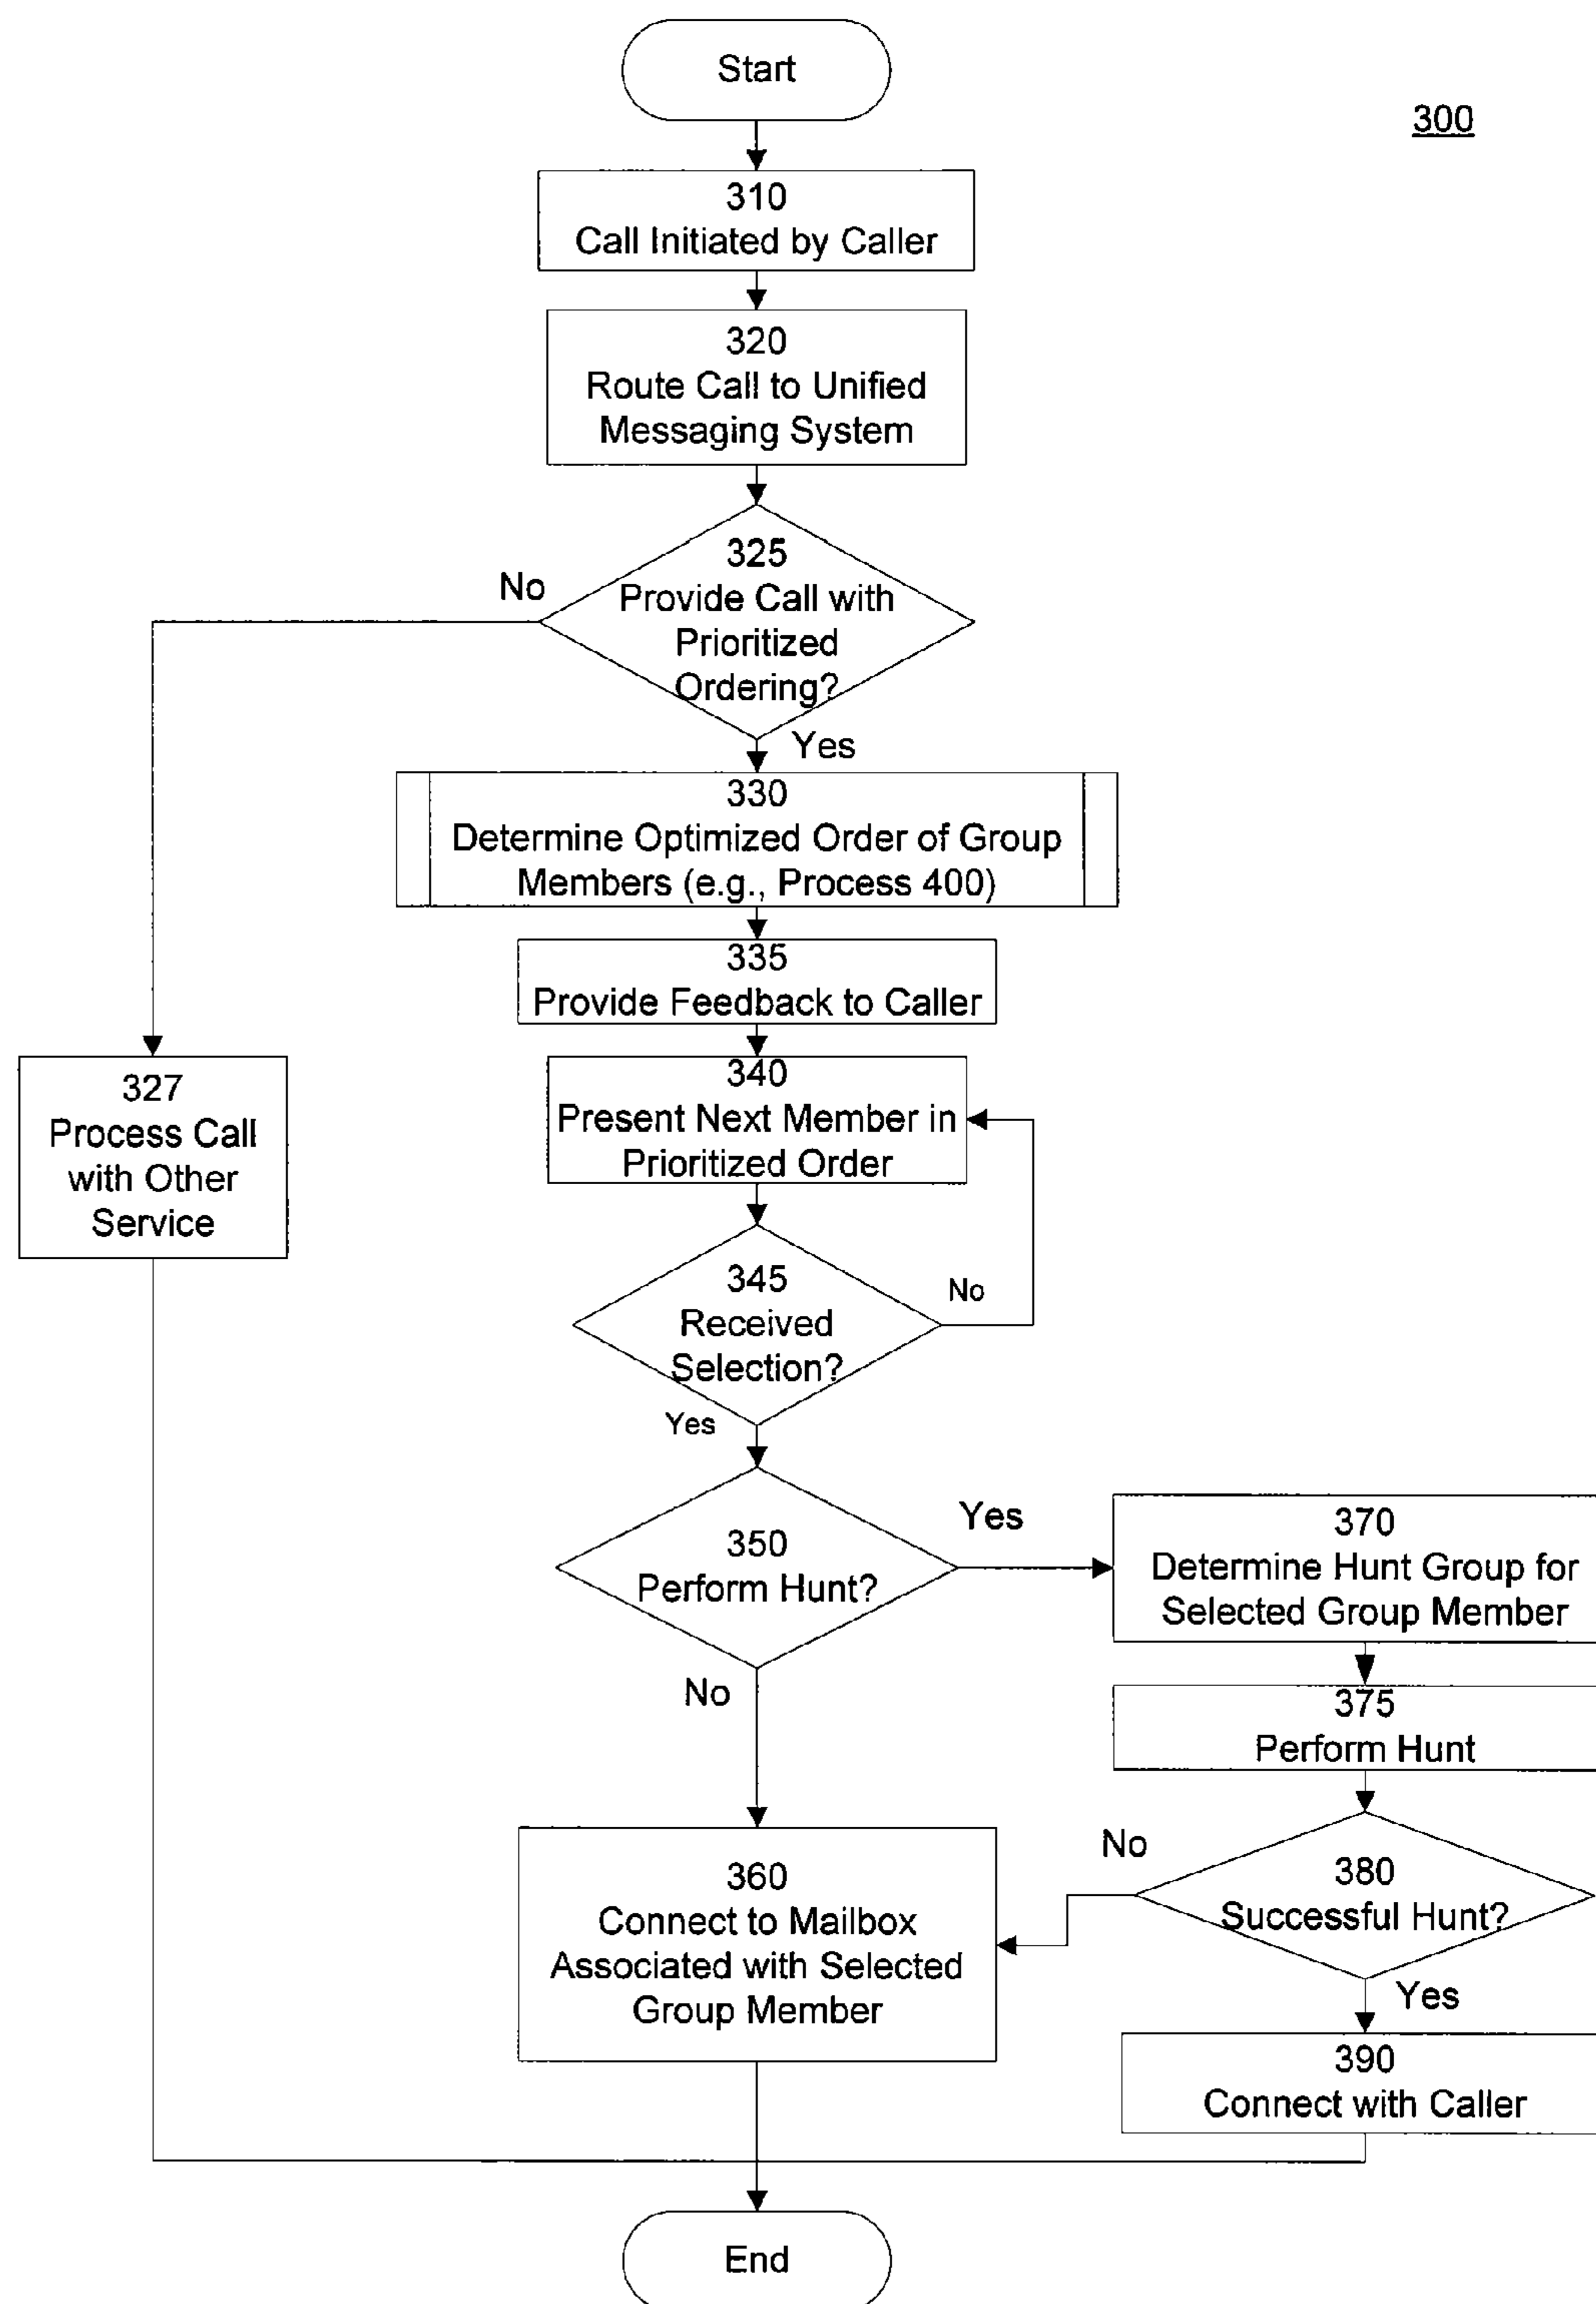 Start
300
310
Call Initiated by Caller
320
Route Call to Unified
Messaging System
325
Provide Call with
Prioritized
Ordering?
No
Yes
330
Determine Optimized Order of Group
Members (e.g., Process 400)
335
Provide Feedback to Caller
327
Process Call
with Other
Service
340
Present Next Member in
Prioritized Order
345
Received
Selection?
No
Yes
350
Perform Hunt?
Yes
No
370
Determine Hunt Group for
Selected Group Member
375
Perform Hunt
380
Successful Hunt?
No
Yes
360
Connect to Mailbox
Associated with Selected
Group Member
390
Connect with Caller
End